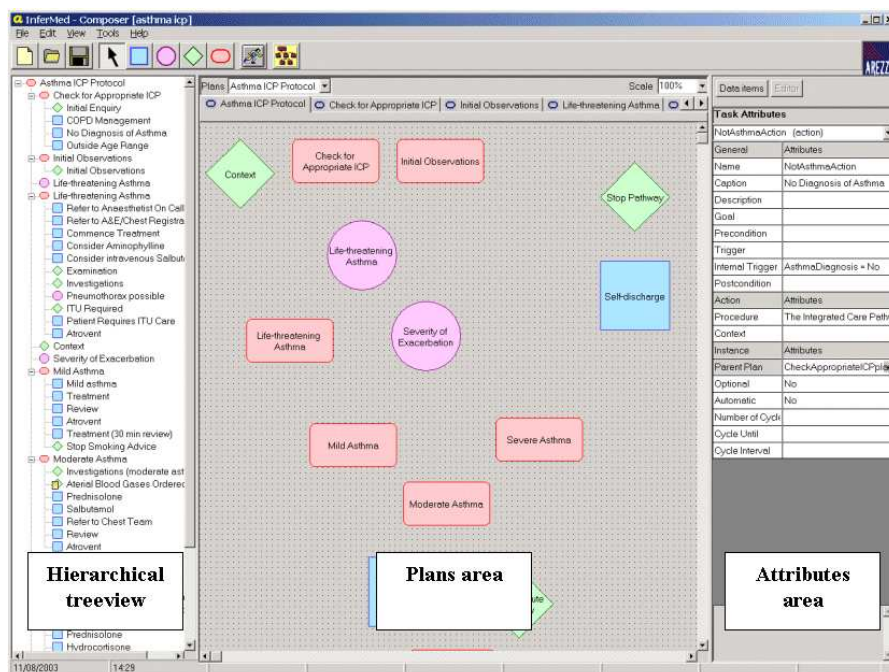 InferMed - Composer [asthma icp]
File Edit View Tools Help
AREZZ
Asthma ICP Protocol
Check for Appropriate ICP
Initial Enquiry
COPD Management
No Diagnosis of Asthma
Outside Age Range
Initial Observations
Initial Observations
Life-threatening Asthma
Life-threatening Asthma
Refer to Anaesthetist On Call
Refer to A&E/Chest Registra
Commence Treatment
Consider Aminophylline
Consider intravenous Salbut
Examination
Investigations
Pneumothorax possible
ITU Required
Patient Requires ITU Care
Atrovent
Context
Severity of Exacerbation
Mild Asthma
Mild asthma
Treatment
Review
Atrovent
Treatment (30 min review)
Stop Smoking Advice
Moderate Asthma
Investigations (moderate ast
Aterial Blood Gases Ordered
Prednisolone
Salbutamol
Refer to Chest Team
Review
Atrovent
Hierarchical
treeview
Prednisolone
Hydrocortisone
Plans Asthma ICP Protocol Scale 100%
Asthma ICP Protocol Check for Appropriate ICP Initial Observations Life-threatening Asthma
Context
Check for
Appropriate ICP
Initial Observations
Stop Pathway
Life-threatening
Asthma
Self-discharge
Life-threatening
Asthma
Severity of
Exacerbation
Mild Asthma
Severe Asthma
Moderate Asthma
Plans area
Data items Editor
Task Attributes
NotAsthmaAction (action)
General Attributes
Name NotAsthmaAction
Caption No Diagnosis of Asthma
Description
Goal
Precondition
Trigger
Internal Trigger AsthmaDiagnosis = No
Postcondition
Action Attributes
Procedure The Integrated Care Path
Context
Instance Attributes
Parent Plan CheckAppropriateICPpla
Optional No
Automatic No
Number of Cycle
Cycle Until
Cycle Interval
Attributes
area
11/08/2003 14:29